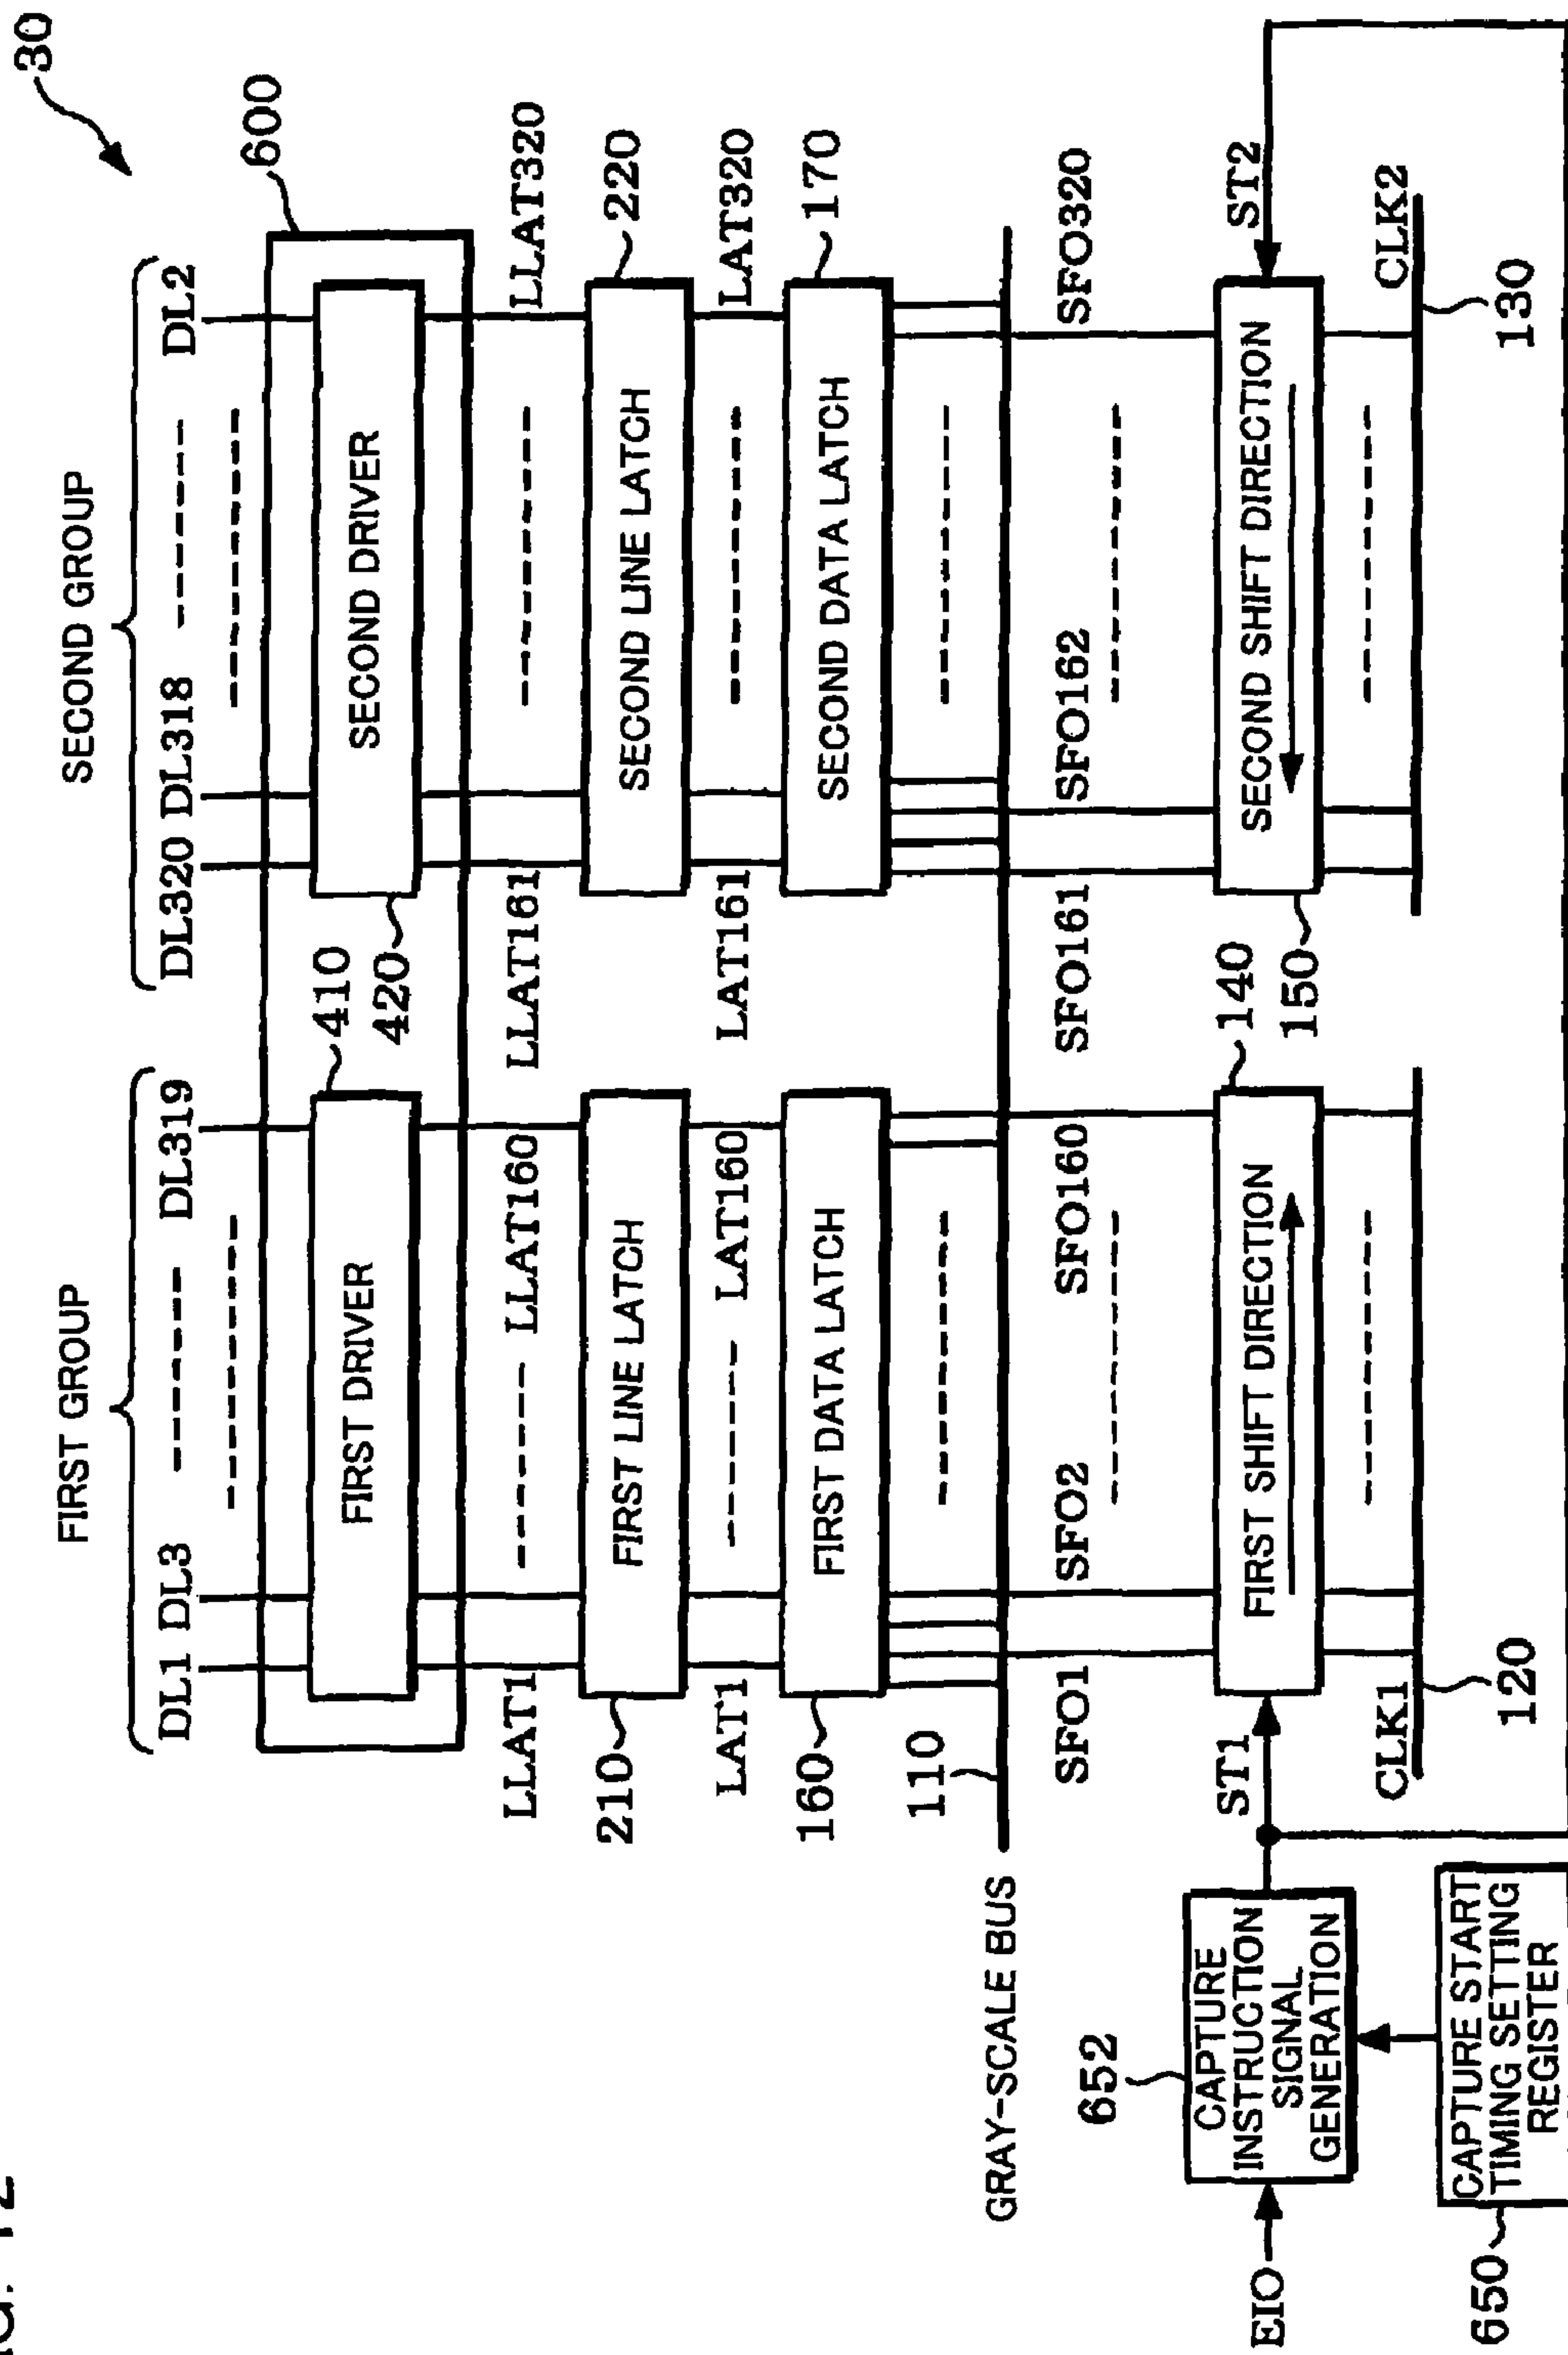 30
SECOND GROUP
DL320 DL318 DL2
600
SECOND DRIVER
420
LLAT161 LLAT320
SECOND LINE LATCH
220
LAT161 LAT320
SECOND DATA LATCH
170
SFO161 SFO162 SFO320
SECOND SHIFT DIRECTION
150
ST2
CLK2
130
FIRST GROUP
DL1 DL3 DL319
410
FIRST DRIVER
LLAT1 LLAT160
FIRST LINE LATCH
210
LAT1 LAT160
FIRST DATA LATCH
160
110
GRAY-SCALE BUS
SFO1 SFO2 SFO160
140
FIRST SHIFT DIRECTION
ST1
CLK1
120
652
CAPTURE
INSTRUCTION
SIGNAL
GENERATION
EIO
CAPTURE START
TIMING SETTING
REGISTER
650